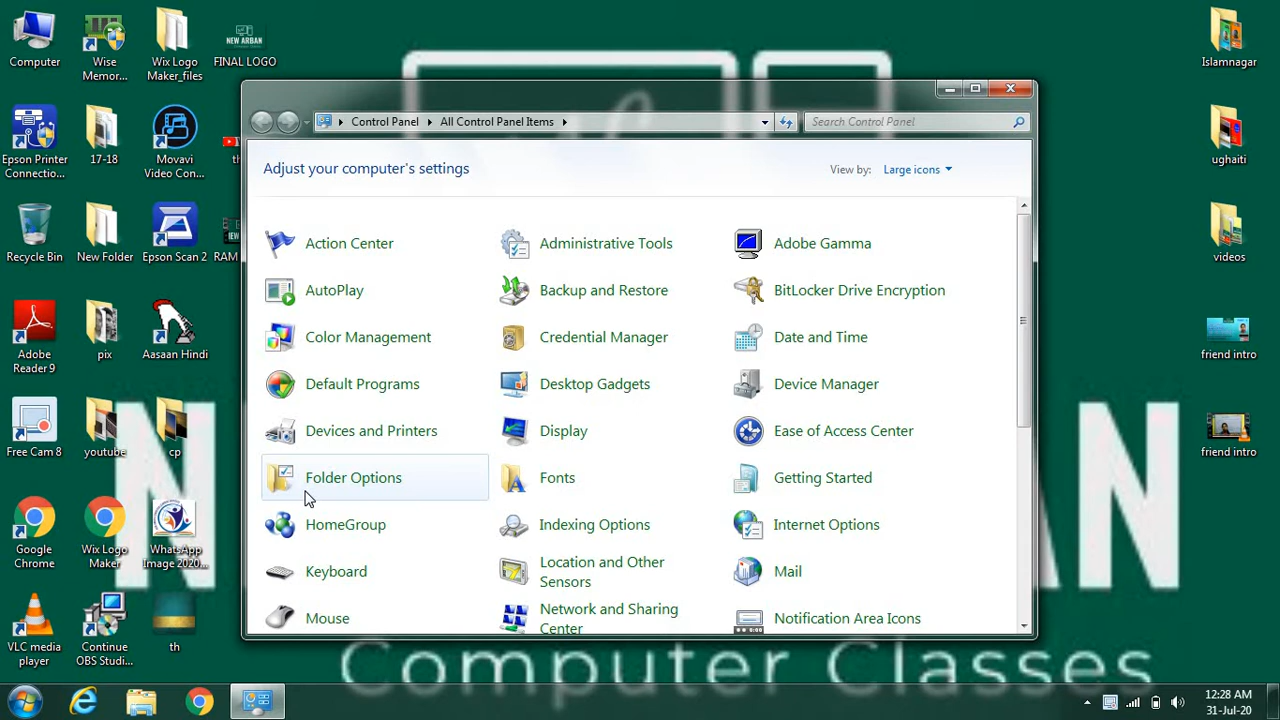 Computer
Wise
Memor...
Wix Logo
Maker_files
NEW ARBAN
FINAL LOGO
Islamnagar
Control Panel
All Control Panel Items
Search Control Panel
Adjust your computer's settings
View by:
Large icons
Epson Printer
Connectio...
17-18
Movavi
Video Con...
th
ughaiti
Recycle Bin
New Folder
Epson Scan 2
RAM
videos
Action Center
Administrative Tools
Adobe Gamma
AutoPlay
Backup and Restore
BitLocker Drive Encryption
Color Management
Credential Manager
Date and Time
Adobe
Reader 9
pix
Aasaan Hindi
friend intro
Default Programs
Desktop Gadgets
Device Manager
Devices and Printers
Display
Ease of Access Center
Free Cam 8
youtube
cp
friend intro
Folder Options
Fonts
Getting Started
HomeGroup
Indexing Options
Internet Options
Google
Chrome
Wix Logo
Maker
WhatsApp
Image 2020...
Keyboard
Location and Other
Sensors
Mail
Mouse
Network and Sharing
Center
Notification Area Icons
VLC media
player
Continue
OBS Studi...
th
Computer Classes
12:28 AM
31-Jul-20